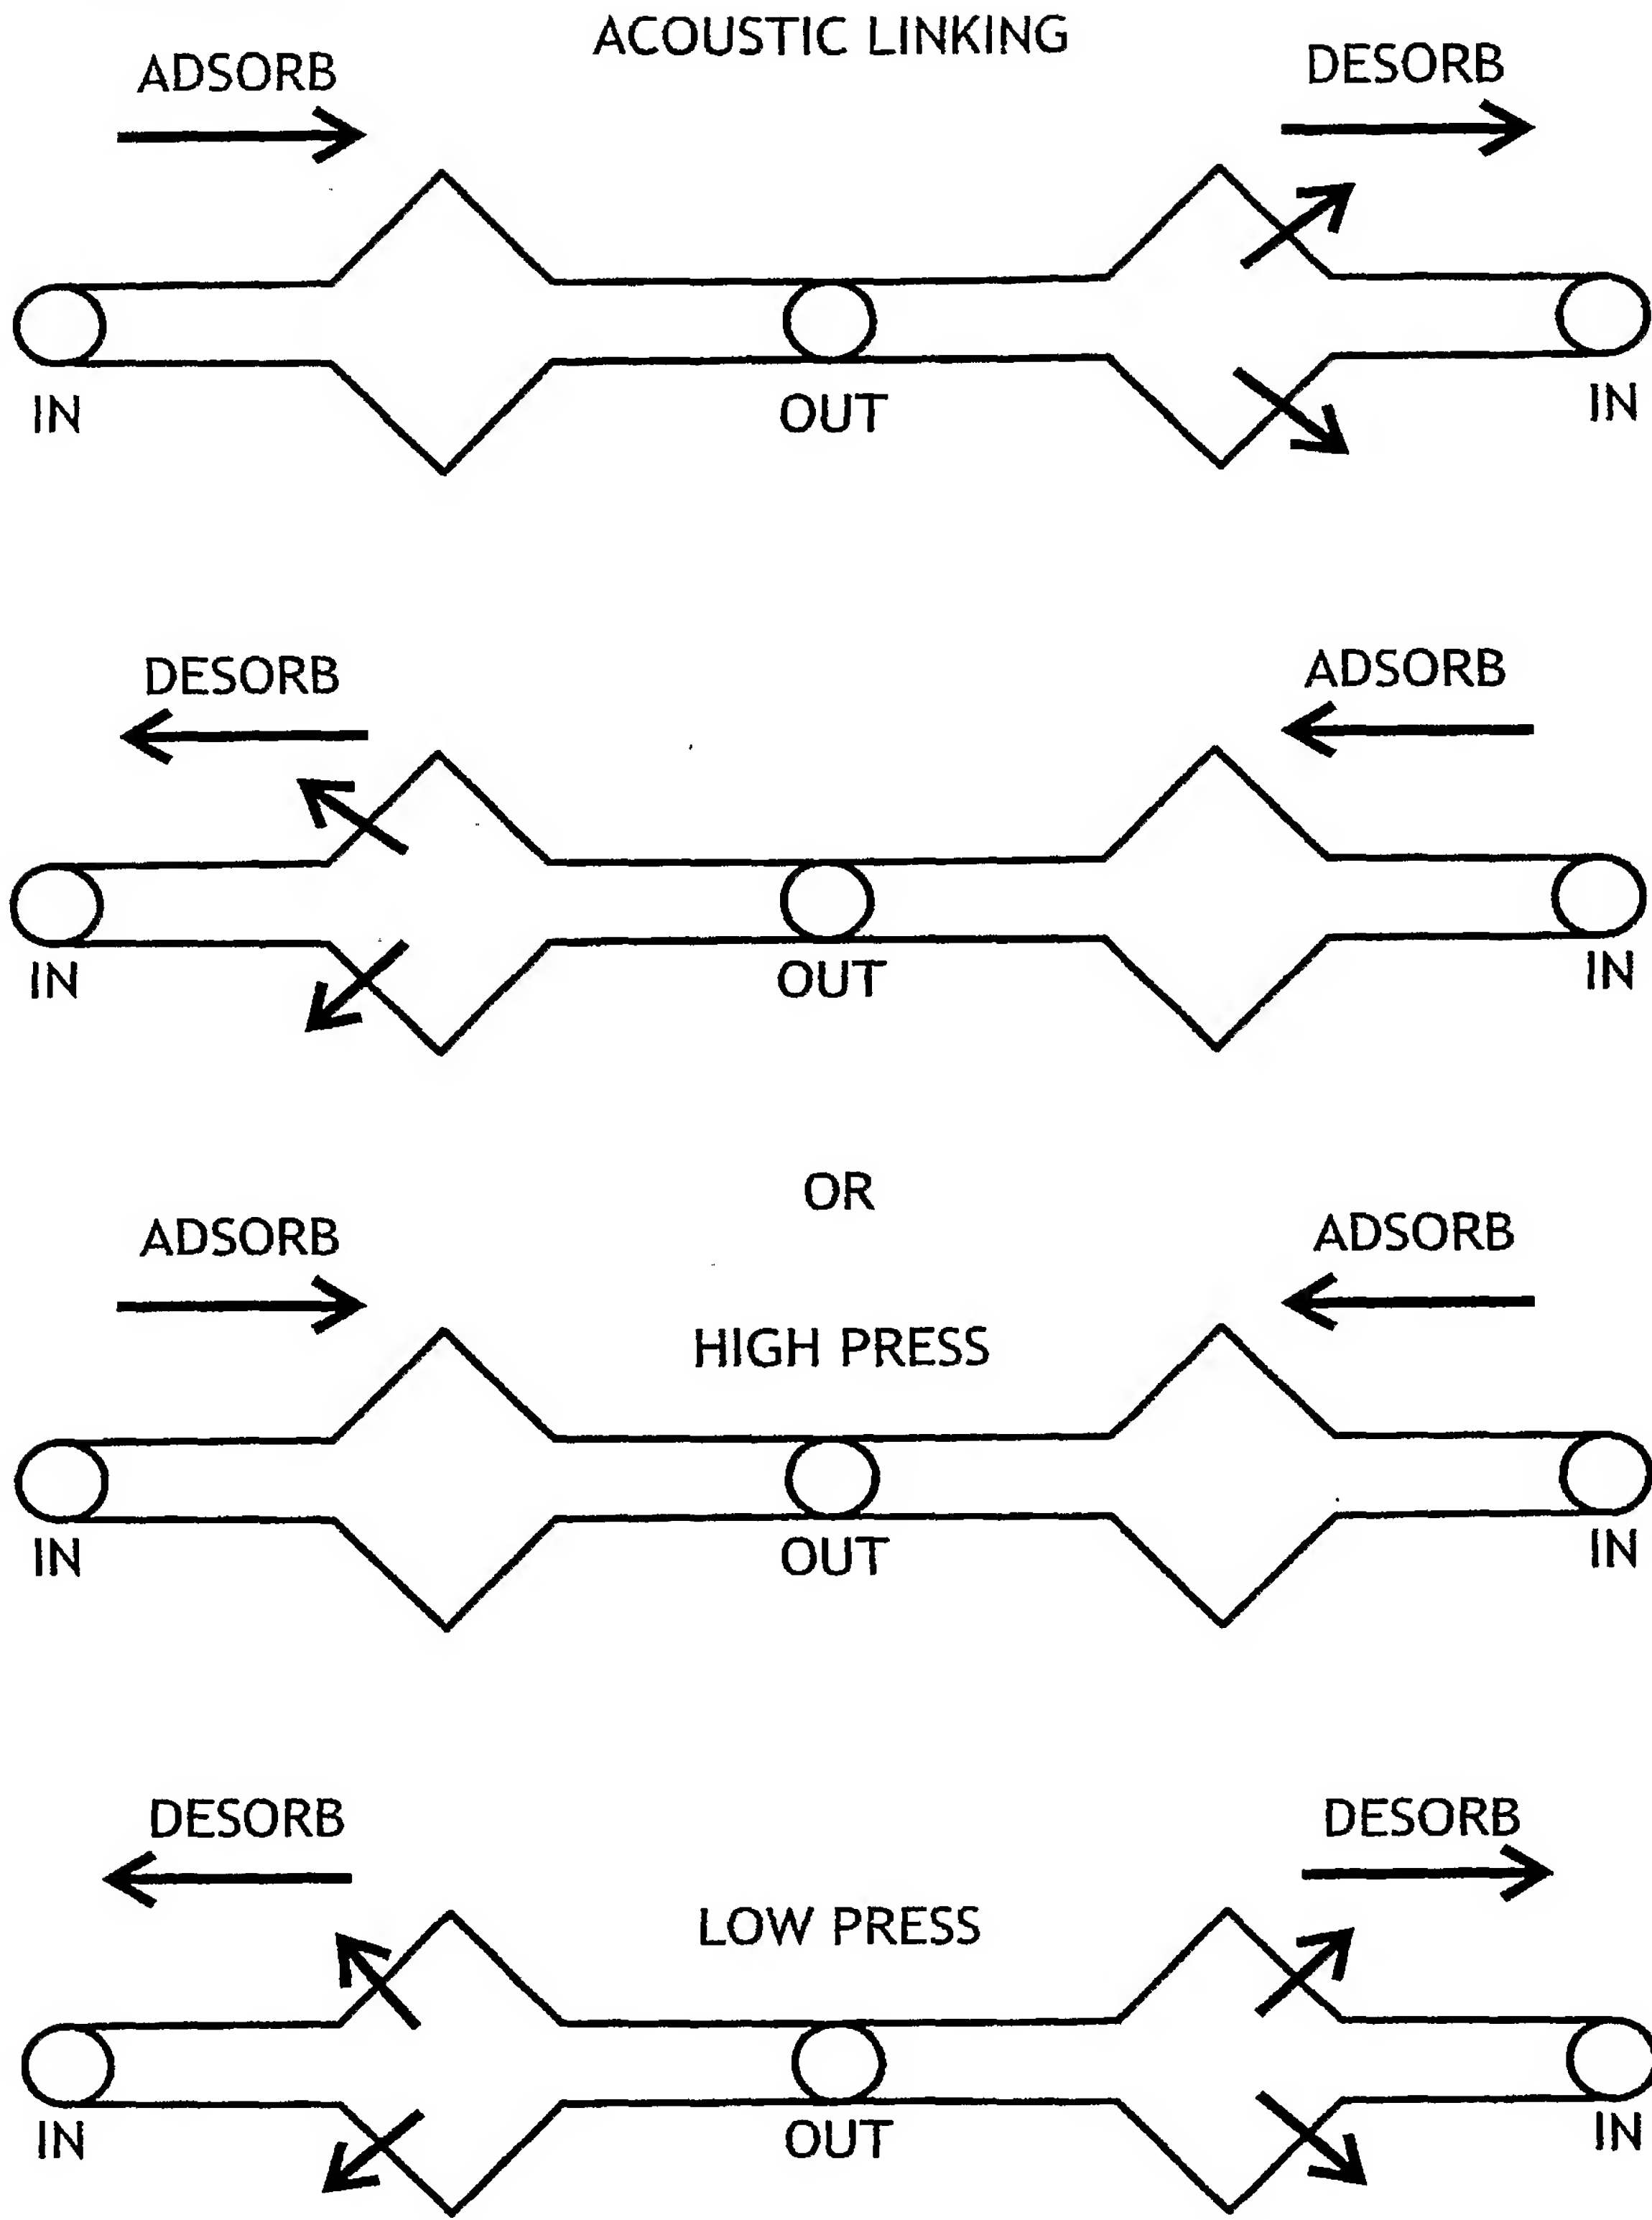 ACOUSTIC LINKING
ADSORB DESORB
IN OUT IN
DESORB ADSORB
IN OUT IN
OR
ADSORB ADSORB
HIGH PRESS
IN OUT IN
DESORB DESORB
LOW PRESS
IN OUT IN